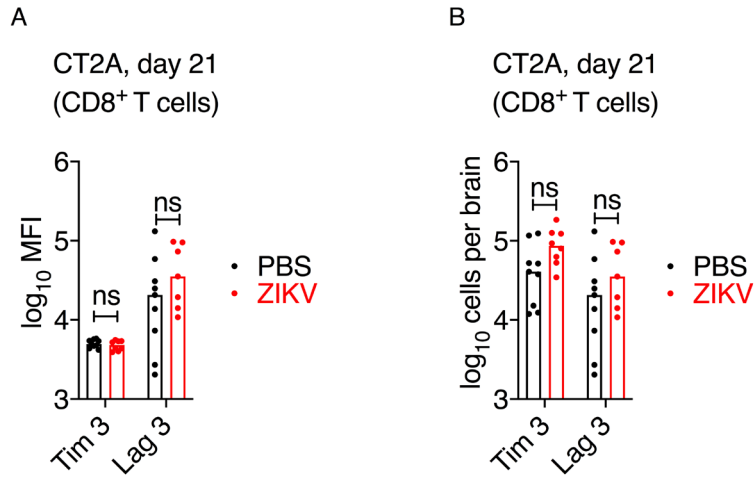 A
CT2A, day 21
(CD8⁺ T cells)
log₁₀ MFI
6
5
4
3
ns
ns
Tim 3
Lag 3
PBS
ZIKV
B
CT2A, day 21
(CD8⁺ T cells)
log₁₀ cells per brain
6
5
4
3
ns
ns
Tim 3
Lag 3
PBS
ZIKV